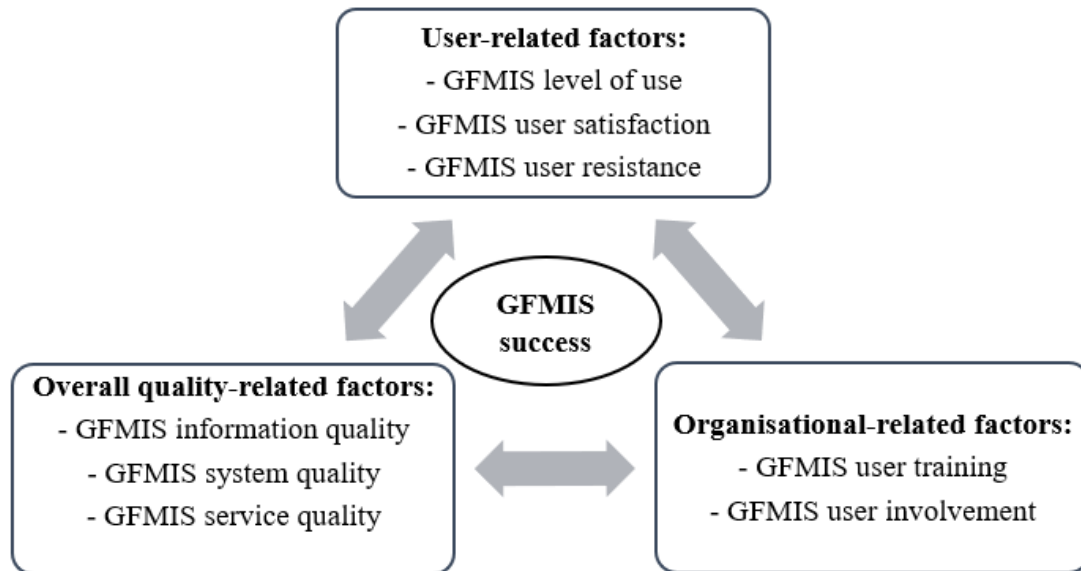 User-related factors:
- GFMIS level of use
- GFMIS user satisfaction
- GFMIS user resistance
GFMIS
success
Overall quality-related factors:
- GFMIS information quality
- GFMIS system quality
- GFMIS service quality
Organisational-related factors:
- GFMIS user training
- GFMIS user involvement